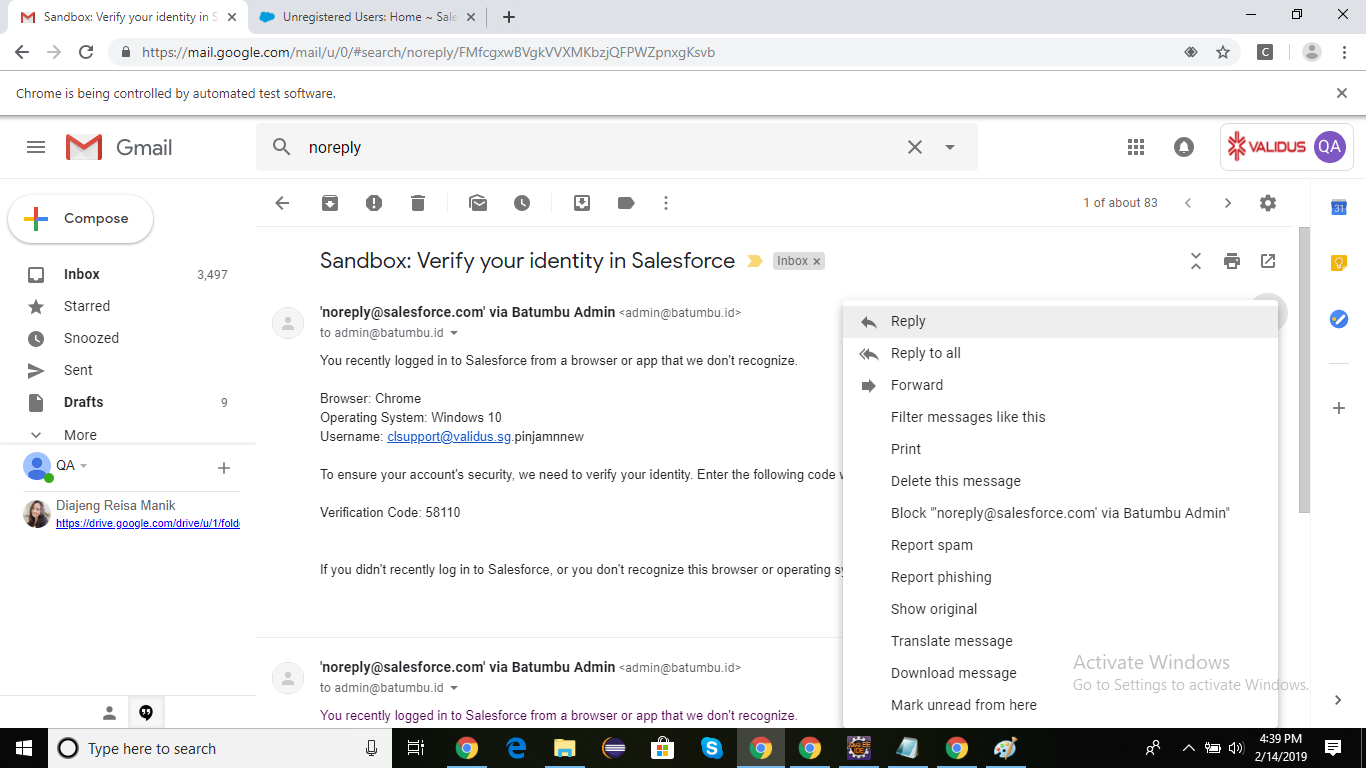 Sandbox: Verify your identity in S
Unregistered Users: Home ~ Sale
https://mail.google.com/mail/u/0/#search/noreply/FMfcgxwBVgkVVXMKbzjQFPWZpnxgKsvb
C
Chrome is being controlled by automated test software.
Gmail
noreply
VALIDUS
QA
Compose
1 of about 83
31
Inbox 3,497
Starred
Snoozed
Sent
Drafts 9
More
QA
Diajeng Reisa Manik
https://drive.google.com/drive/u/1/folde
Sandbox: Verify your identity in Salesforce
Inbox x
'noreply@salesforce.com' via Batumbu Admin <admin@batumbu.id>
to admin@batumbu.id
You recently logged in to Salesforce from a browser or app that we don't recognize.
Browser: Chrome
Operating System: Windows 10
Username: clsupport@validus.sg.pinjamnnew
To ensure your account's security, we need to verify your identity. Enter the following code w
Verification Code: 58110
If you didn't recently log in to Salesforce, or you don't recognize this browser or operating sy
'noreply@salesforce.com' via Batumbu Admin <admin@batumbu.id>
to admin@batumbu.id
You recently logged in to Salesforce from a browser or app that we don't recognize.
Reply
Reply to all
Forward
Filter messages like this
Print
Delete this message
Block "'noreply@salesforce.com' via Batumbu Admin"
Report spam
Report phishing
Show original
Translate message
Download message
Mark unread from here
Activate Windows
Go to Settings to activate Windows.
Type here to search
4:39 PM
2/14/2019